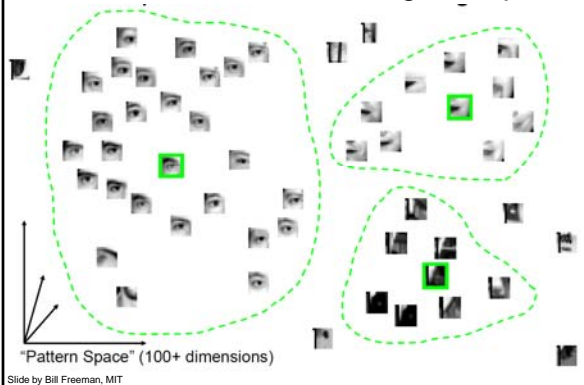 "Pattern Space" (100+ dimensions)
Slide by Bill Freeman, MIT